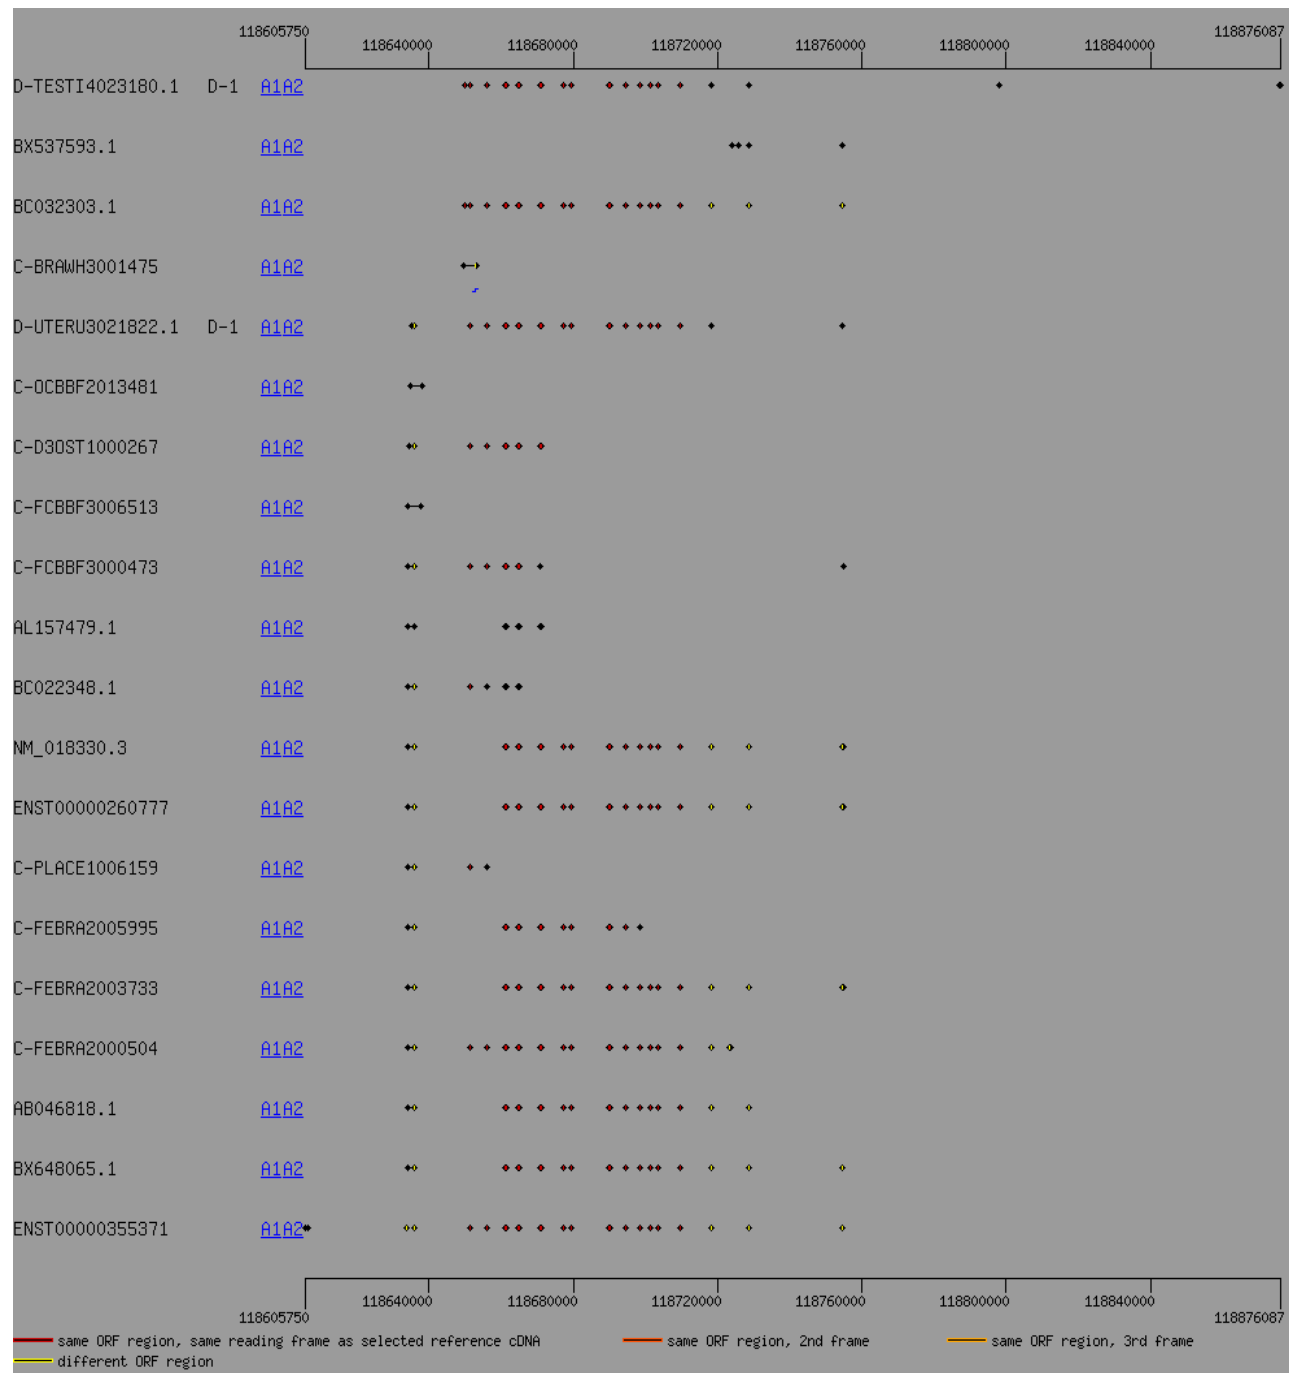 118605750 118876087
118640000 118680000 118720000 118760000 118800000 118840000
D-TESTI4023180.1 D-1 A1A2
BX537593.1 A1A2
BC032303.1 A1A2
C-BRAWH3001475 A1A2
D-UTERU3021822.1 D-1 A1A2
C-OCBBF2013481 A1A2
C-D3OST1000267 A1A2
C-FCBBF3006513 A1A2
C-FCBBF3000473 A1A2
AL157479.1 A1A2
BC022348.1 A1A2
NM_018330.3 A1A2
ENST00000260777 A1A2
C-PLACE1006159 A1A2
C-FEBRA2005995 A1A2
C-FEBRA2003733 A1A2
C-FEBRA2000504 A1A2
AB046818.1 A1A2
BX648065.1 A1A2
ENST00000355371 A1A2
118640000 118680000 118720000 118760000 118800000 118840000
118605750 118876087
same ORF region, same reading frame as selected reference cDNA same ORF region, 2nd frame same ORF region, 3rd frame
different ORF region